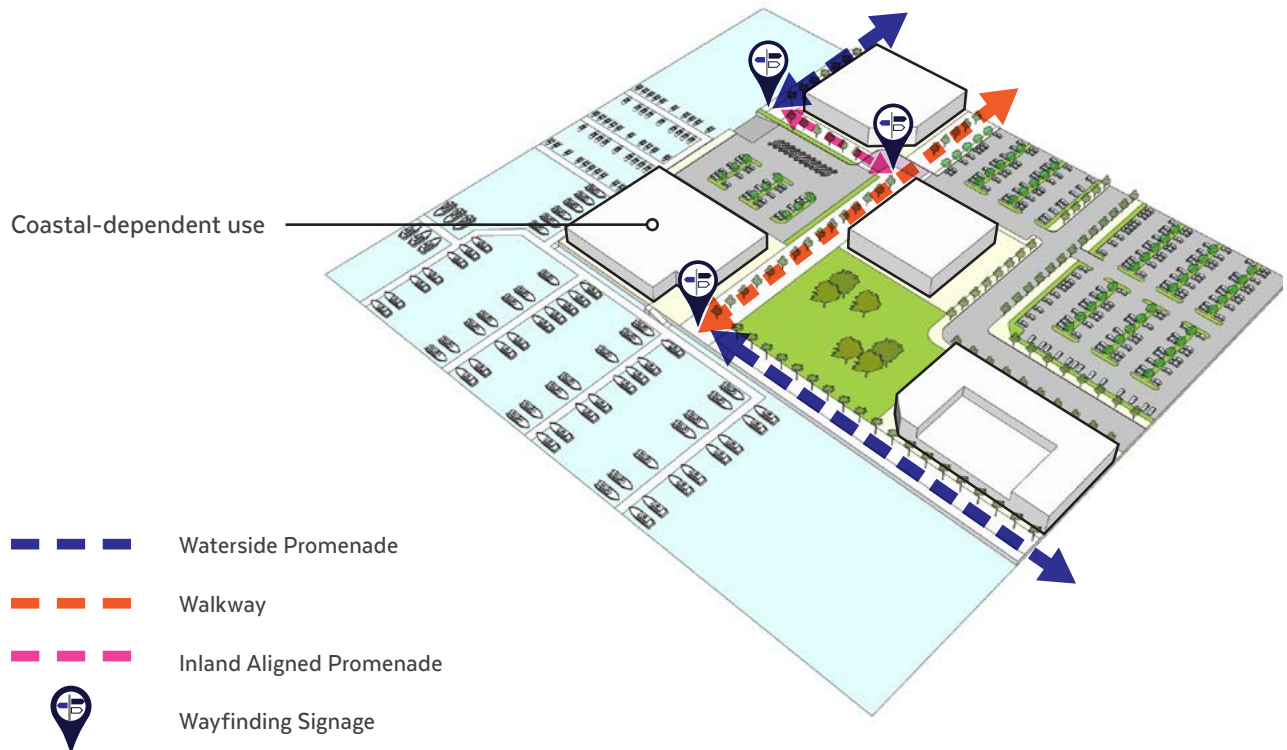 Coastal-dependent use
Waterside Promenade
Walkway
Inland Aligned Promenade
Wayfinding Signage